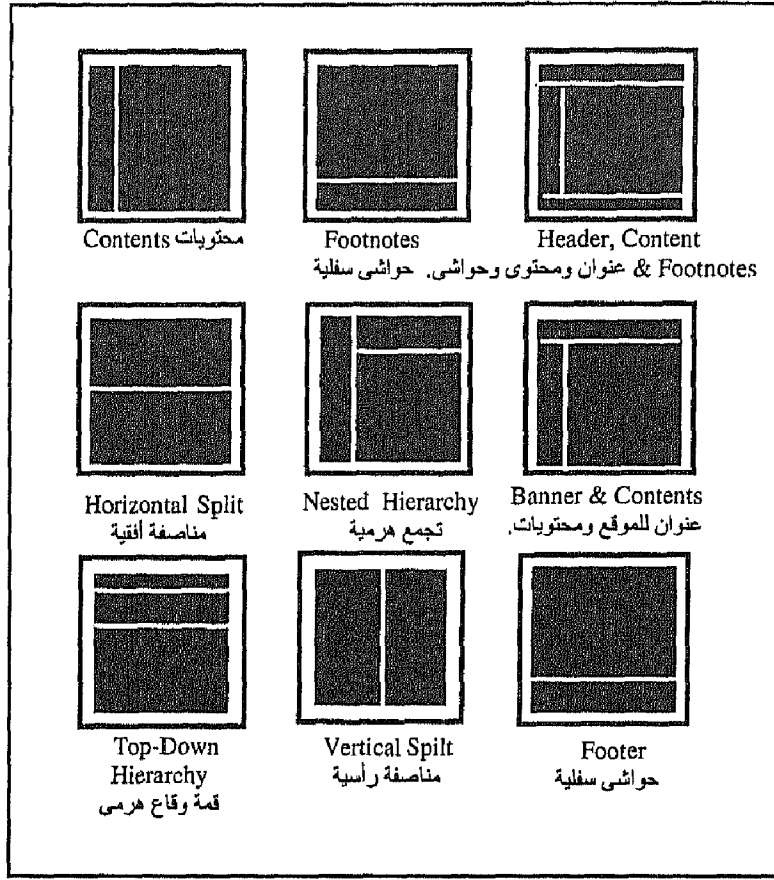 Contents محتويات
Footnotes
Header, Content
& Footnotes عنوان ومحتوى وحواشى. حواشى سفلية
Horizontal Split
مناصفة أفقية
Nested Hierarchy
تجمع هرمية
Banner & Contents
عنوان للموقع ومحتويات.
Top-Down
Hierarchy
قمة وقاع هرمى
Vertical Spilt
مناصفة رأسية
Footer
حواشى سفلية